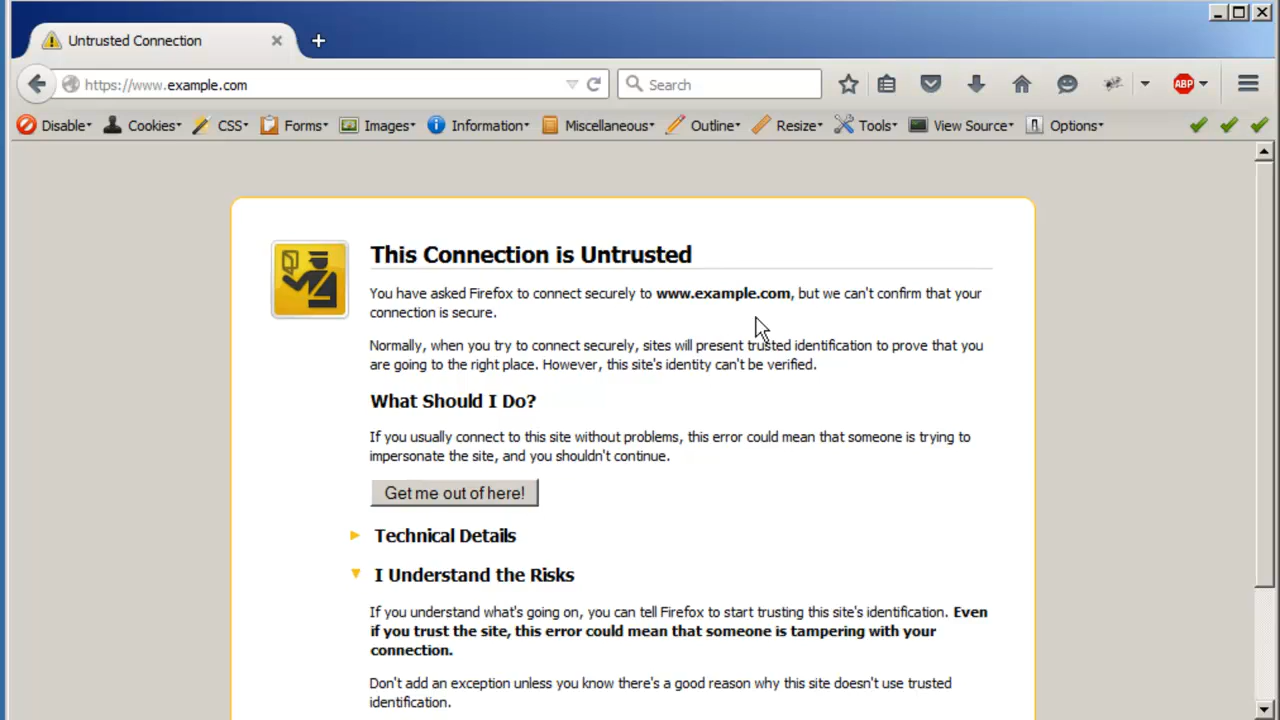 Untrusted Connection
https://www.example.com
Search
ABP
Disable Cookies CSS Forms Images Information Miscellaneous Outline Resize Tools View Source Options
This Connection is Untrusted
You have asked Firefox to connect securely to www.example.com, but we can't confirm that your
connection is secure.
Normally, when you try to connect securely, sites will present trusted identification to prove that you
are going to the right place. However, this site's identity can't be verified.
What Should I Do?
If you usually connect to this site without problems, this error could mean that someone is trying to
impersonate the site, and you shouldn't continue.
Get me out of here!
Technical Details
I Understand the Risks
If you understand what's going on, you can tell Firefox to start trusting this site's identification. Even
if you trust the site, this error could mean that someone is tampering with your
connection.
Don't add an exception unless you know there's a good reason why this site doesn't use trusted
identification.